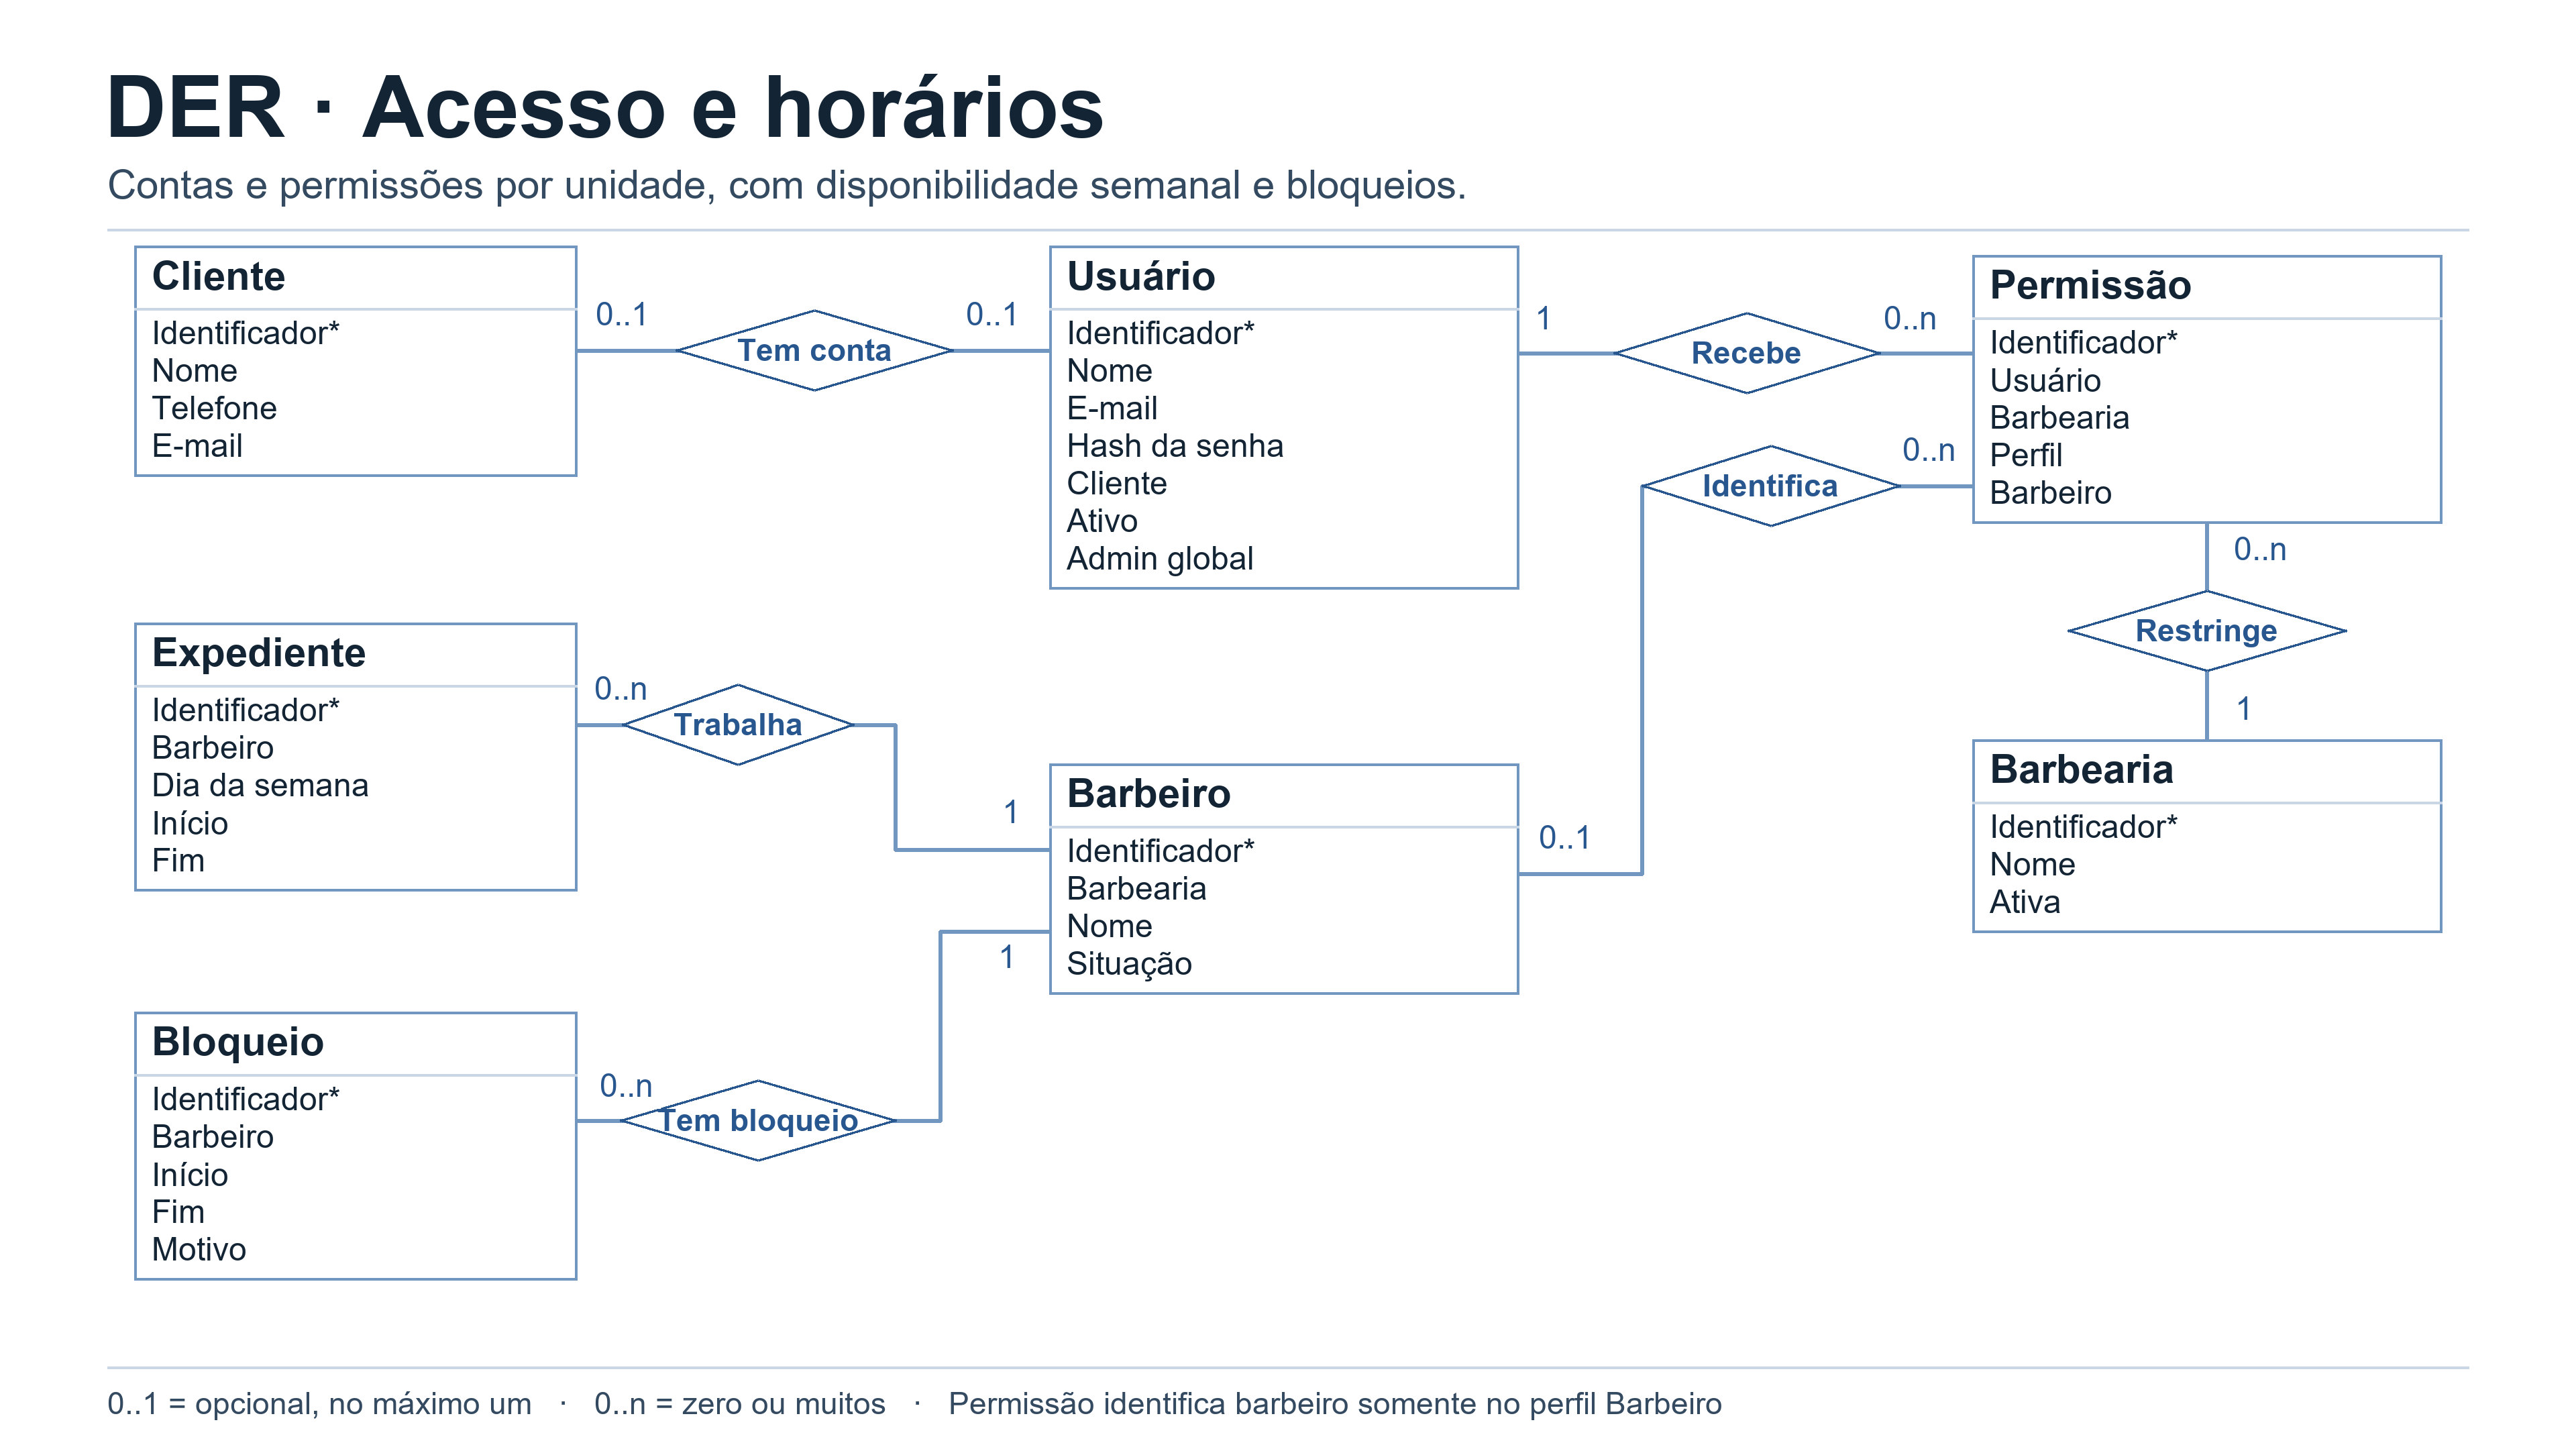 DER · Acesso e horários
Contas e permissões por unidade, com disponibilidade semanal e bloqueios.
Cliente
Identificador*
Nome
Telefone
E-mail
0..1
Tem conta
0..1
Usuário
Identificador*
Nome
E-mail
Hash da senha
Cliente
Ativo
Admin global
1
Recebe
0..n
Permissão
Identificador*
Usuário
Barbearia
Perfil
Barbeiro
Identifica
0..n
0..n
Restringe
1
Expediente
Identificador*
Barbeiro
Dia da semana
Início
Fim
0..n
Trabalha
1
Barbeiro
Identificador*
Barbearia
Nome
Situação
0..1
Barbearia
Identificador*
Nome
Ativa
1
Bloqueio
Identificador*
Barbeiro
Início
Fim
Motivo
0..n
Tem bloqueio
0..1 = opcional, no máximo um · 0..n = zero ou muitos · Permissão identifica barbeiro somente no perfil Barbeiro